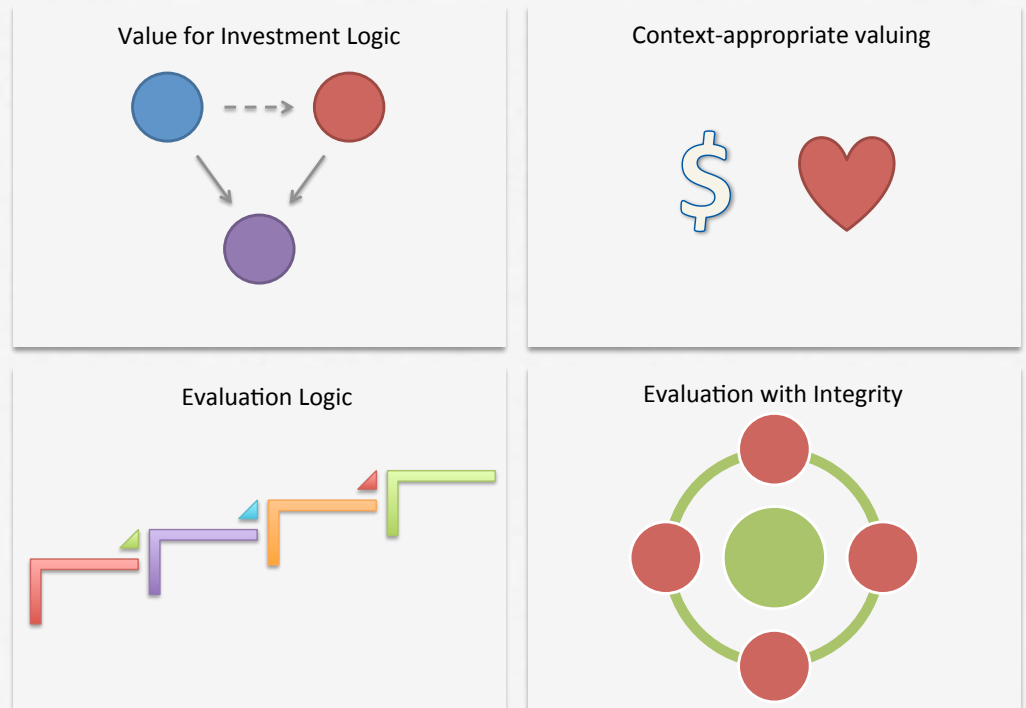 Value for Investment Logic
Context-appropriate valuing
$
Evaluation Logic
Evaluation with Integrity